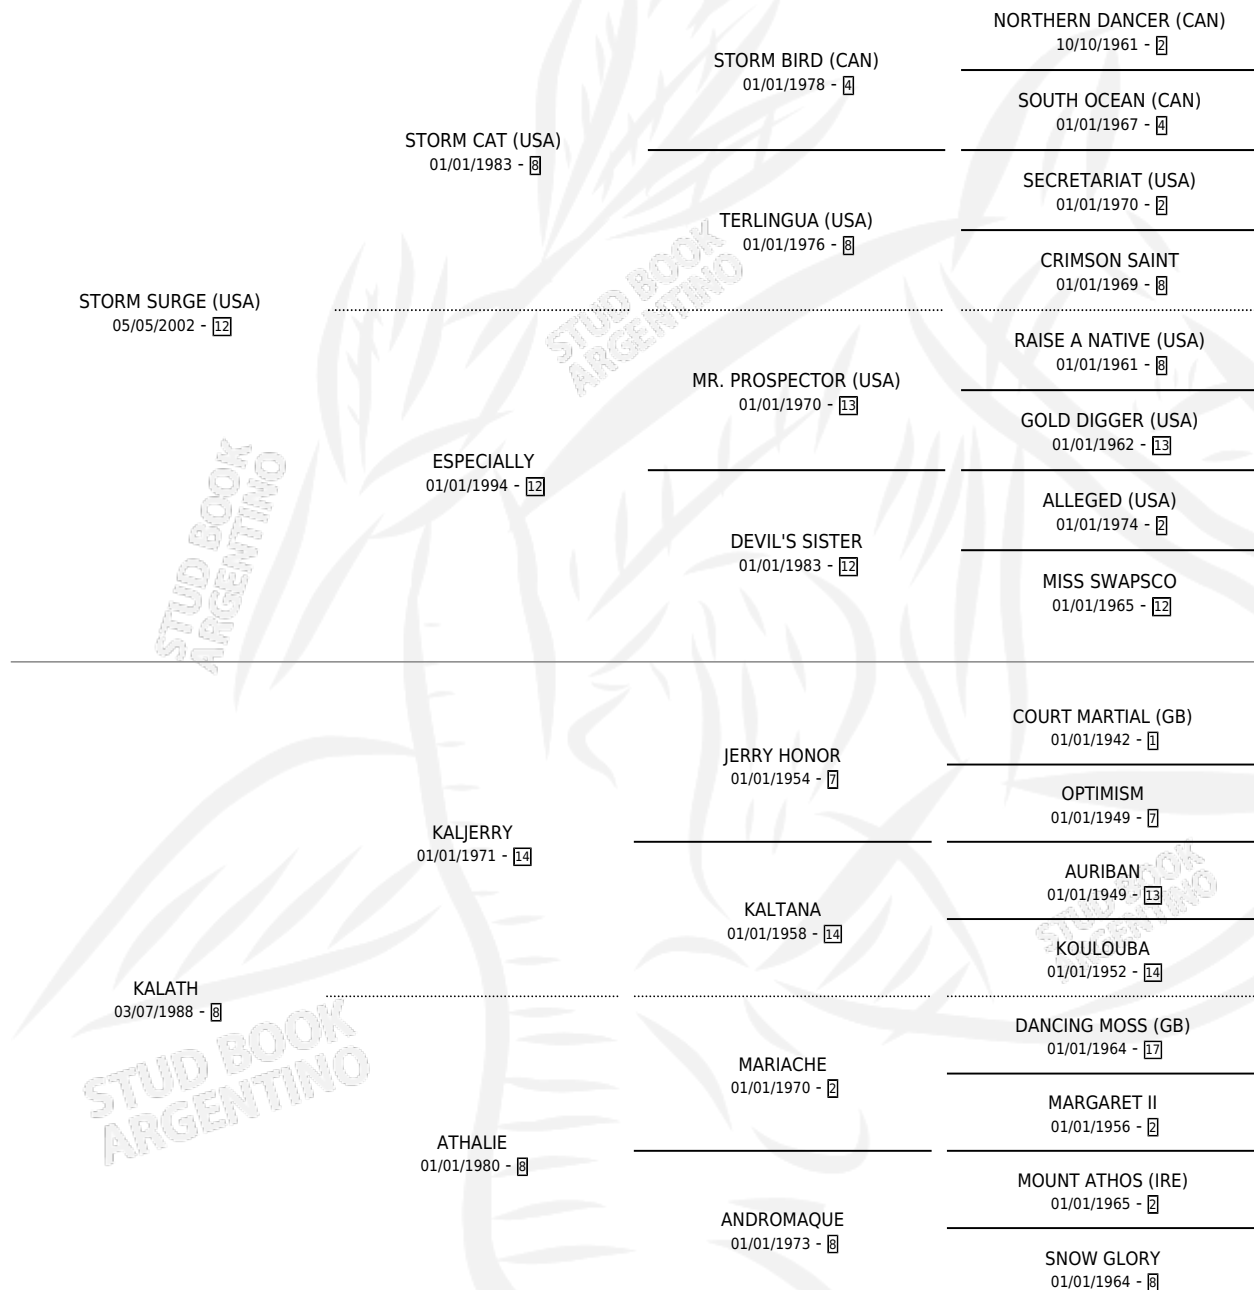 NORTHERN DANCER (CAN)
10/10/1961 - 2
STORM BIRD (CAN)
01/01/1978 - 4
SOUTH OCEAN (CAN)
01/01/1967 - 4
STORM CAT (USA)
01/01/1983 - 8
SECRETARIAT (USA)
01/01/1970 - 2
TERLINGUA (USA)
01/01/1976 - 8
CRIMSON SAINT
01/01/1969 - 8
STORM SURGE (USA)
05/05/2002 - 12
RAISE A NATIVE (USA)
01/01/1961 - 8
MR. PROSPECTOR (USA)
01/01/1970 - 13
GOLD DIGGER (USA)
01/01/1962 - 13
ESPECIALLY
01/01/1994 - 12
ALLEGED (USA)
01/01/1974 - 2
DEVIL'S SISTER
01/01/1983 - 12
MISS SWAPSCO
01/01/1965 - 12
COURT MARTIAL (GB)
01/01/1942 - 1
JERRY HONOR
01/01/1954 - 7
OPTIMISM
01/01/1949 - 7
KALJERRY
01/01/1971 - 14
AURIBAN
01/01/1949 - 13
KALTANA
01/01/1958 - 14
KOULOUBA
01/01/1952 - 14
KALATH
03/07/1988 - 8
DANCING MOSS (GB)
01/01/1964 - 17
MARIACHE
01/01/1970 - 2
MARGARET II
01/01/1956 - 2
ATHALIE
01/01/1980 - 8
MOUNT ATHOS (IRE)
01/01/1965 - 2
ANDROMAQUE
01/01/1973 - 8
SNOW GLORY
01/01/1964 - 8
STUD BOOK
ARGENTINO
STUD BOOK
ARGENTINO
STUD BOOK
ARGENTINO
STUD BOOK
ARGENTINO